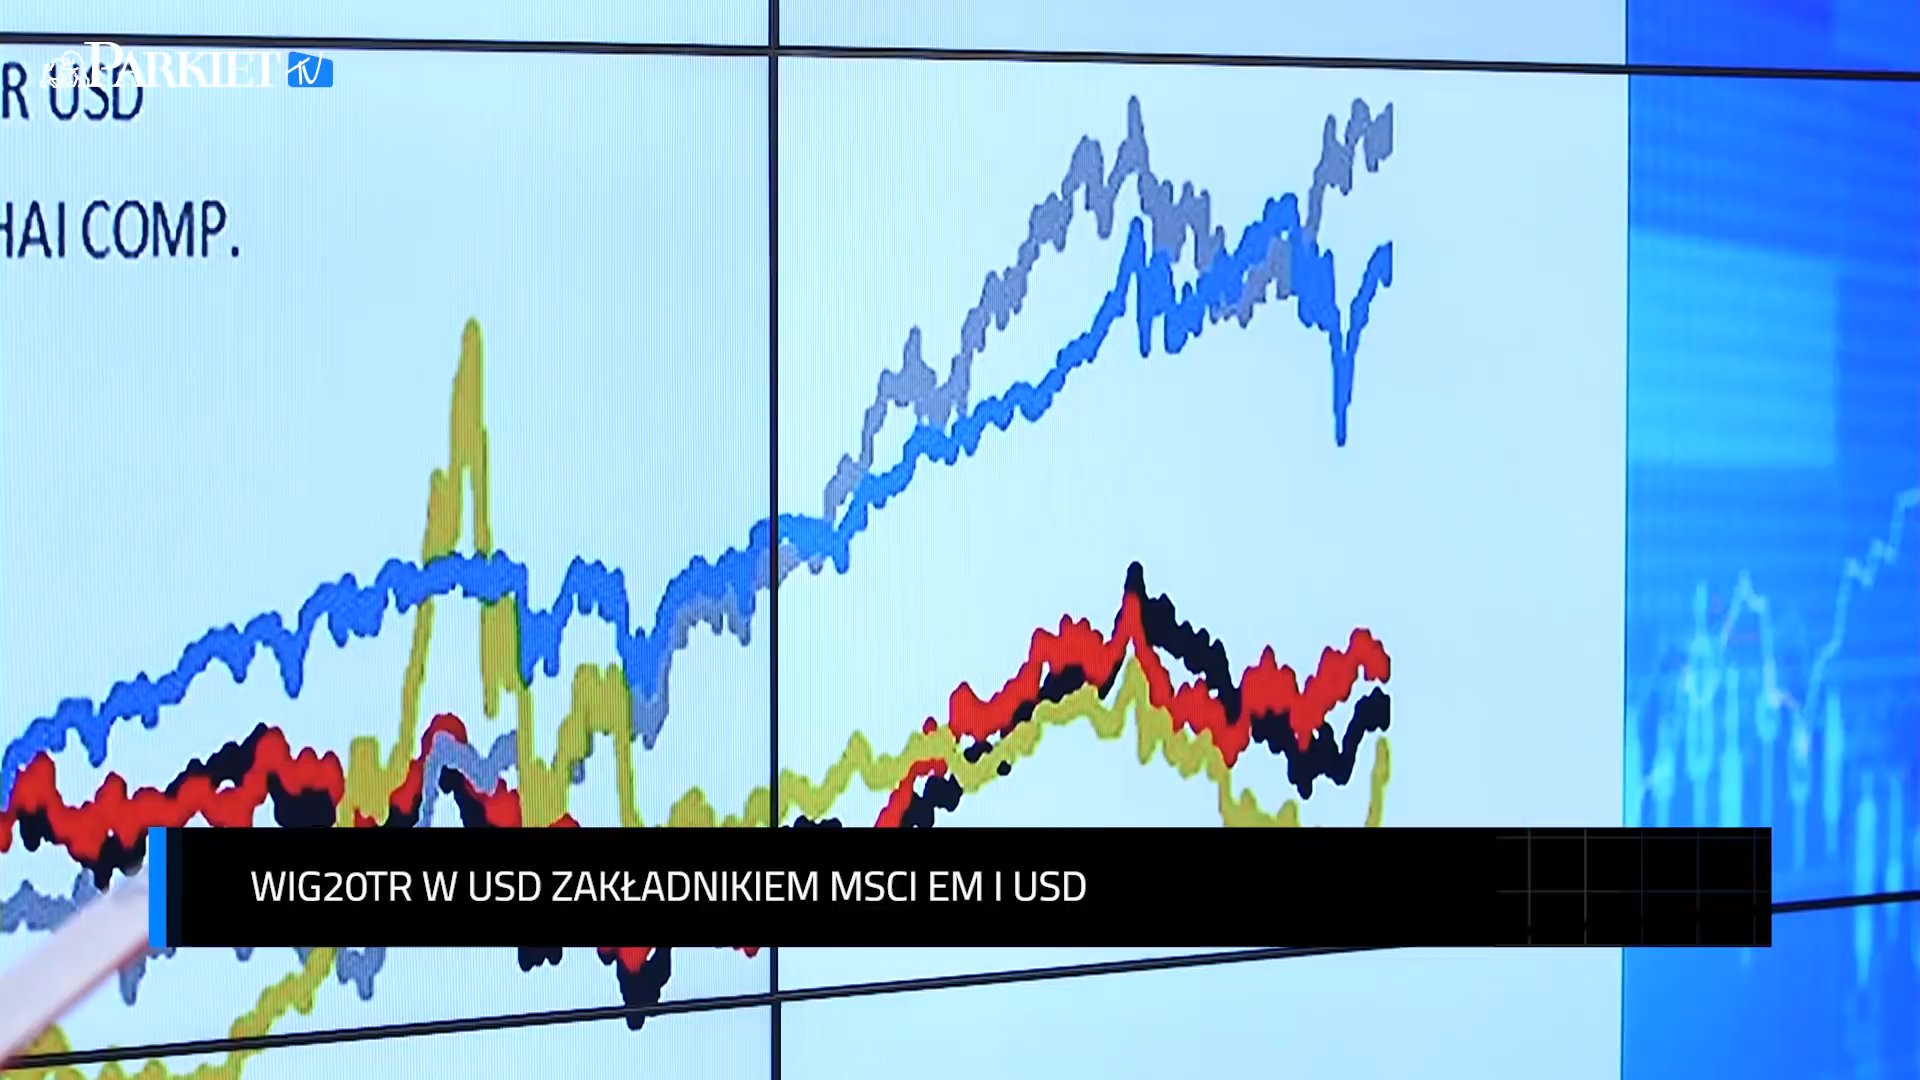 PARKIET TV
R USD
HAI COMP.
WIG20TR W USD ZAKŁADNIKIEM MSCI EM I USD